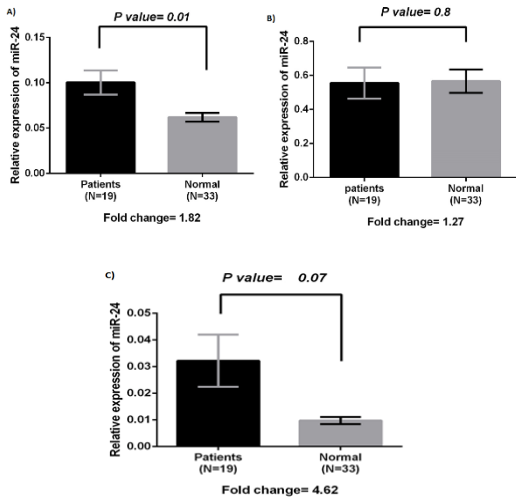 A)
P value= 0.01
Relative expression of miR-24
0.15
0.10
0.05
0.00
Patients
(N=19)
Normal
(N=33)
Fold change= 1.82
B)
P value= 0.8
Relative expression of miR-24
0.8
0.6
0.4
0.2
0.0
patients
(N=19)
Normal
(N=33)
Fold change= 1.27
C)
P value= 0.07
Relative expression of miR-24
0.05
0.04
0.03
0.02
0.01
0.00
Patients
(N=19)
Normal
(N=33)
Fold change= 4.62